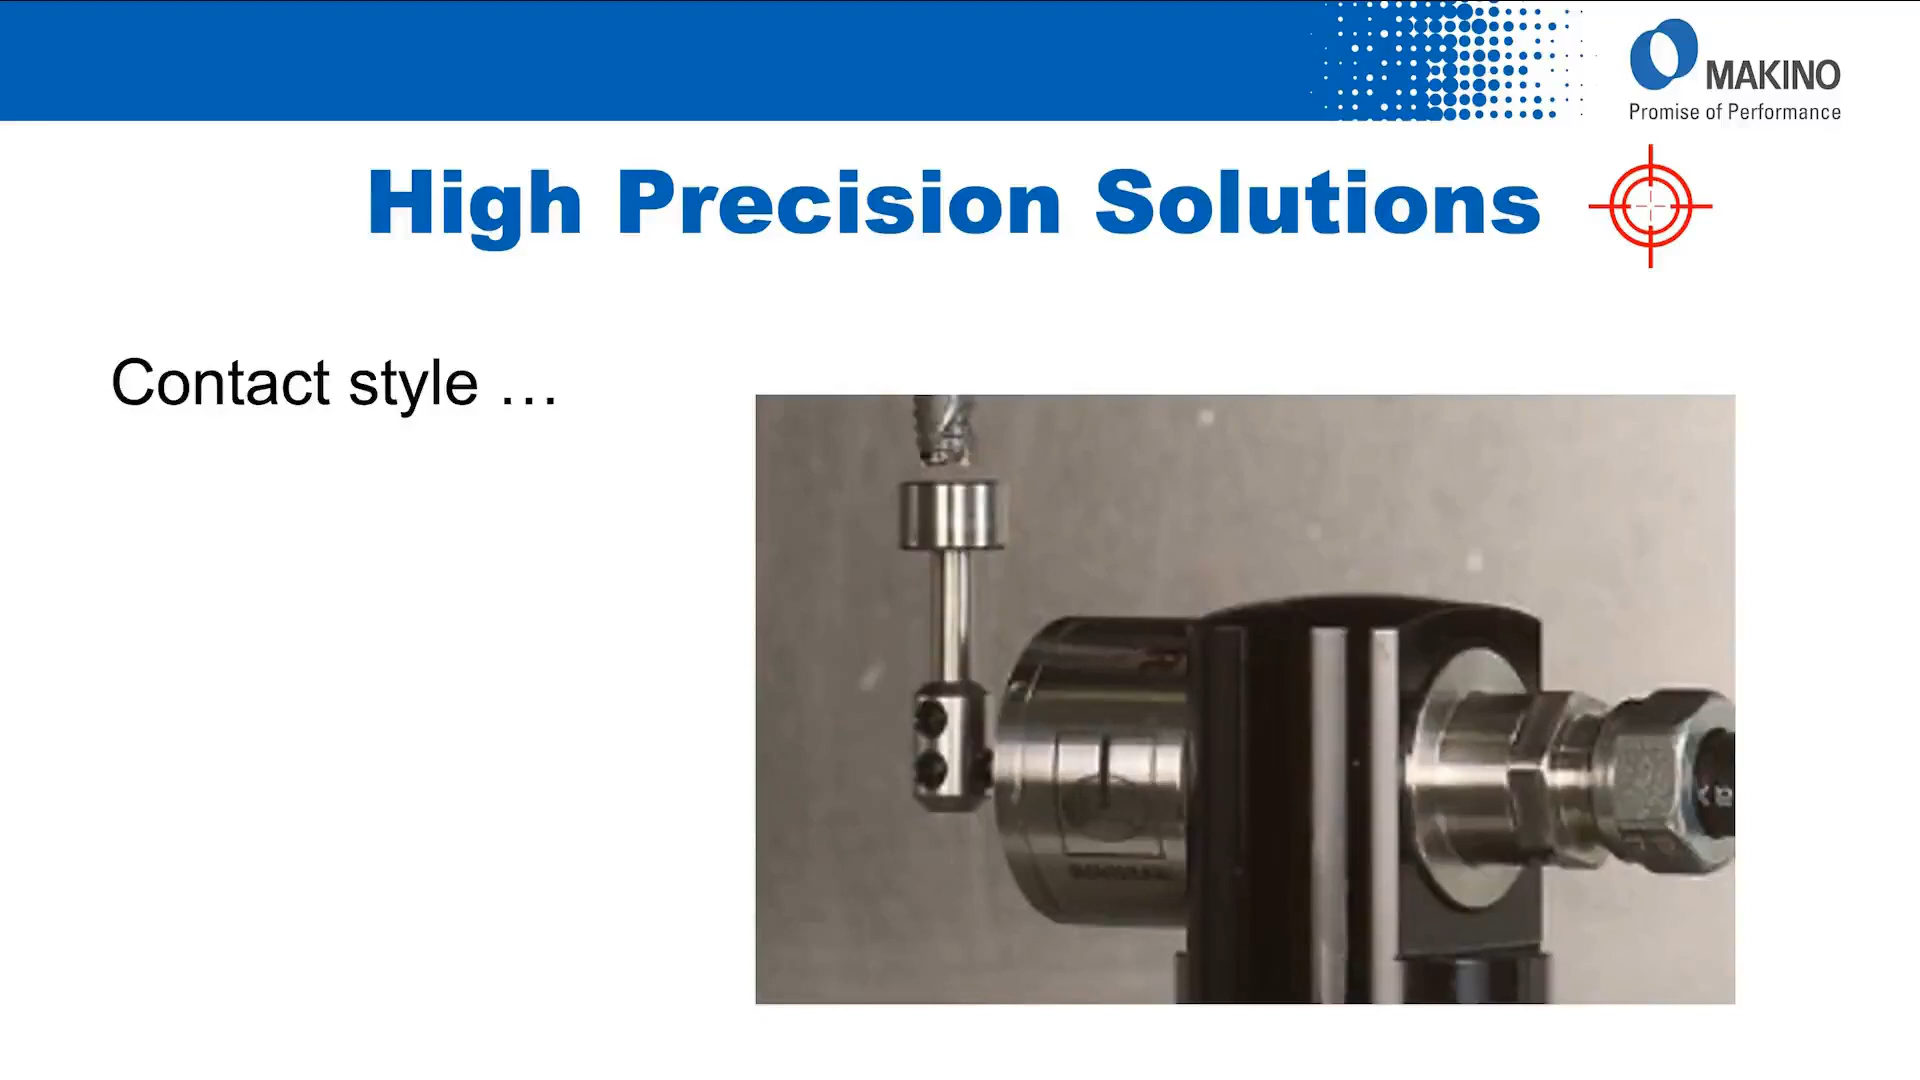 MAKINO
Promise of Performance
High Precision Solutions
Contact style …